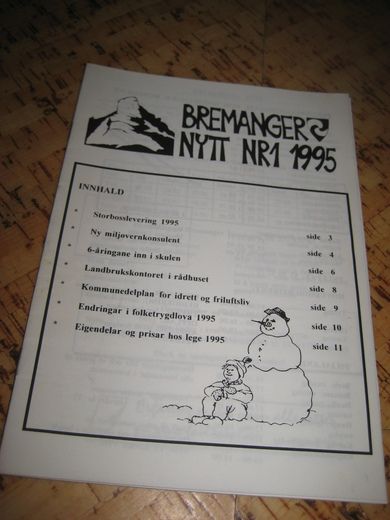 BREMANGER
NYTT NR1 1995
INNHALD
* Storbosslevering 1995 side 3
* Ny miljøvernkonsulent side 4
* 6-åringane inn i skulen side 6
* Landbrukskontoret i rådhuset side 8
* Kommunedelplan for idrett og friluftsliv side 9
* Endringar i folketrygdlova 1995 side 10
* Eigendelar og prisar hos lege 1995 side 11